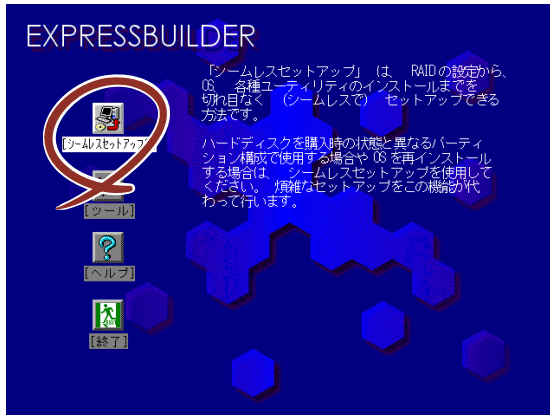 EXPRESSBUILDER
「シームレスセットアップ」 は、 RAIDの設定から、
OS、 各種ユーティリティのインストールまでを
切れ目なく （シームレスで） セットアップできる
方法です。
ハードディスクを購入時の状態と異なるパーティ
ション構成で使用する場合や OSを再インストール
する場合は、 シームレスセットアップを使用して
ください。 煩雑なセットアップをこの機能が代
わって行います。
[シームレスセットアップ]
[ツール]
[ヘルプ]
[終了]